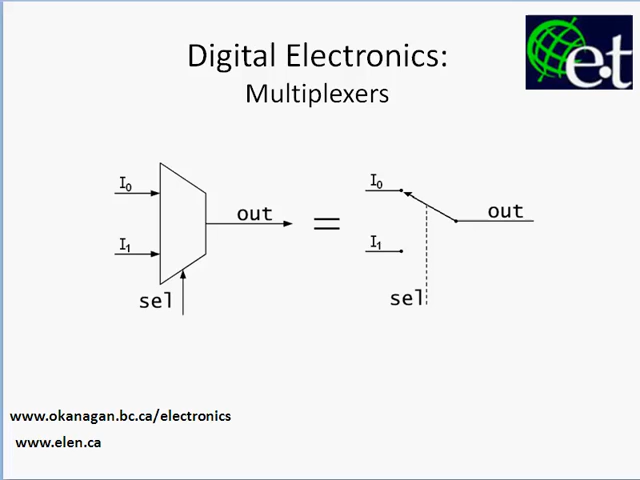 Digital Electronics:
Multiplexers
e·t
I₀
I₁
out
sel
=
I₀
I₁
out
sel
www.okanagan.bc.ca/electronics
www.elen.ca